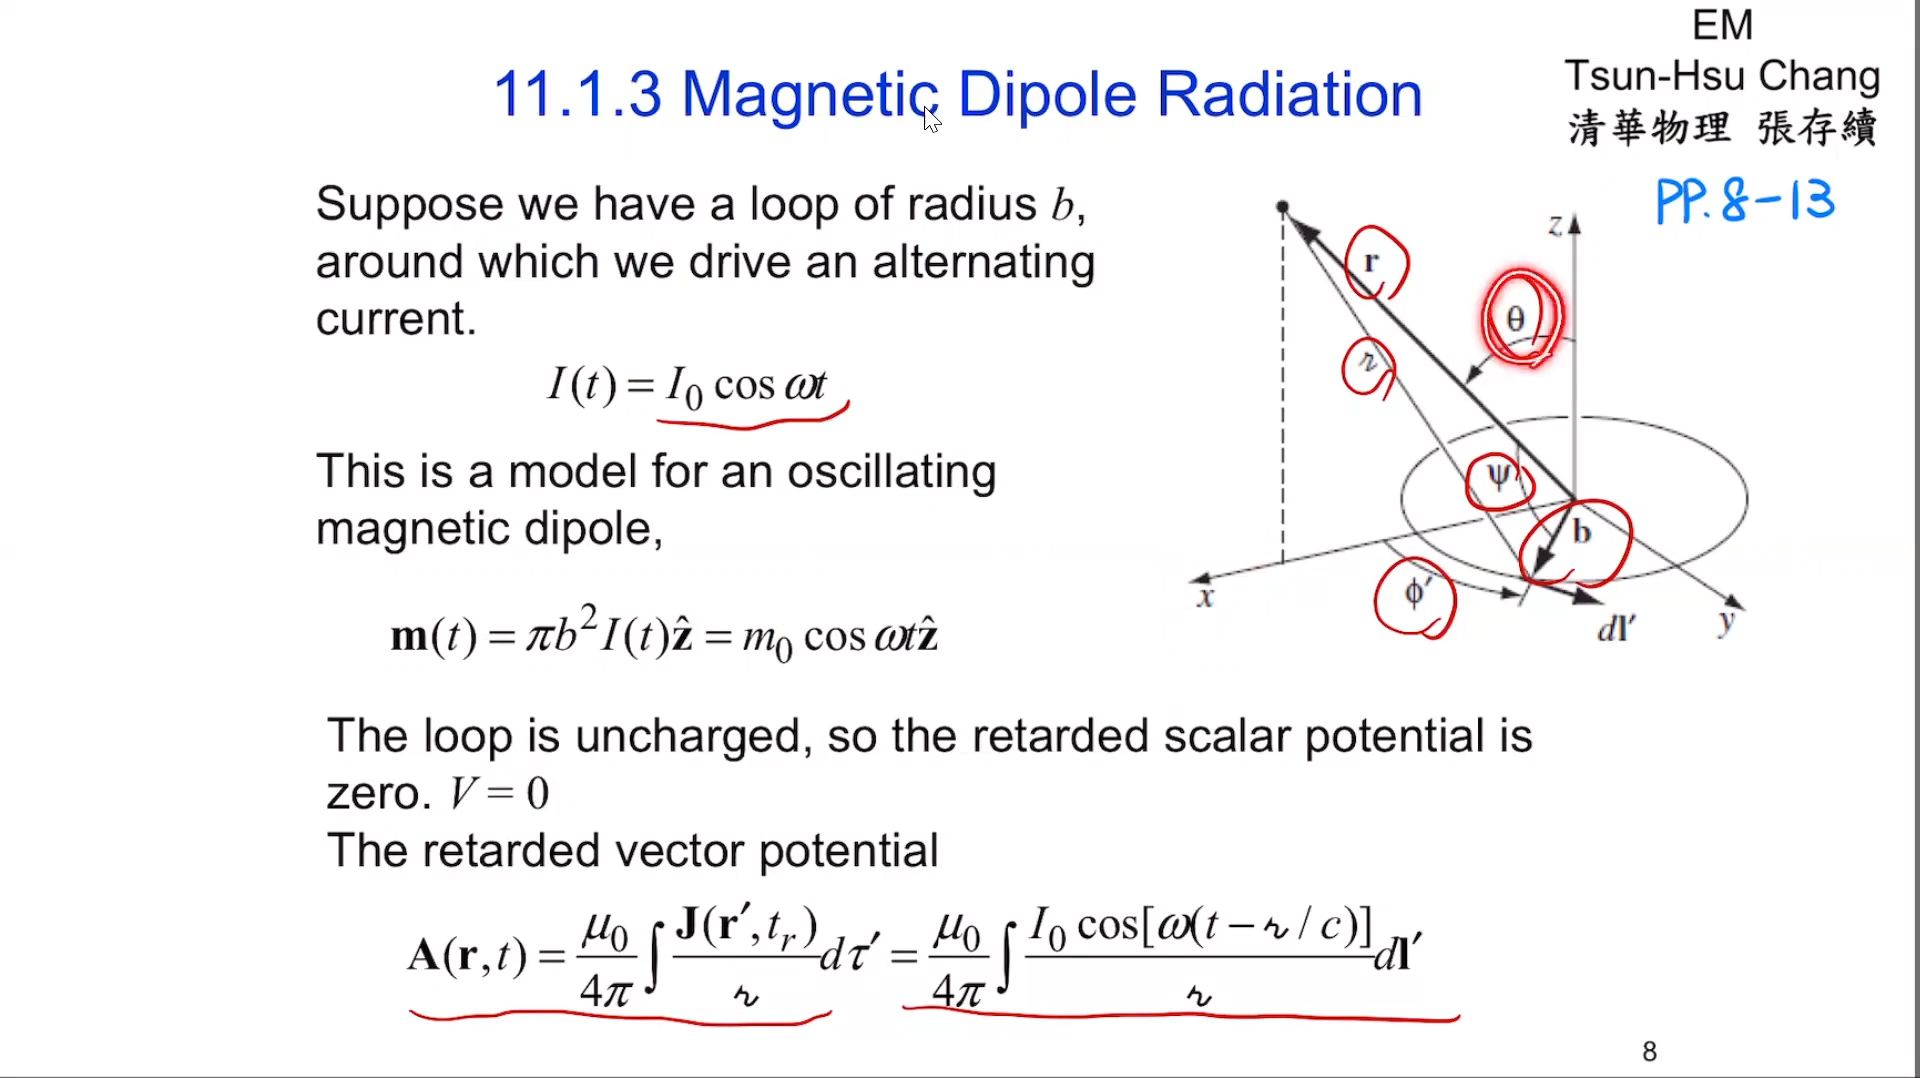 EM
Tsun-Hsu Chang
清華物理 張存續
PP.8-13
11.1.3 Magnetic Dipole Radiation
Suppose we have a loop of radius b,
around which we drive an alternating
current.
I(t) = I₀ cos ωt
This is a model for an oscillating
magnetic dipole,
m(t) = πb²I(t)ẑ = m₀ cos ωtẑ
z
r
θ
𝓇
ψ
b
ϕ′
x
dl′
y
The loop is uncharged, so the retarded scalar potential is
zero. V = 0
The retarded vector potential
A(r,t) = μ₀/4π ∫ J(r′,tᵣ)/𝓇 dτ′ = μ₀/4π ∫ I₀ cos[ω(t − 𝓇 / c)]/𝓇 dl′
8